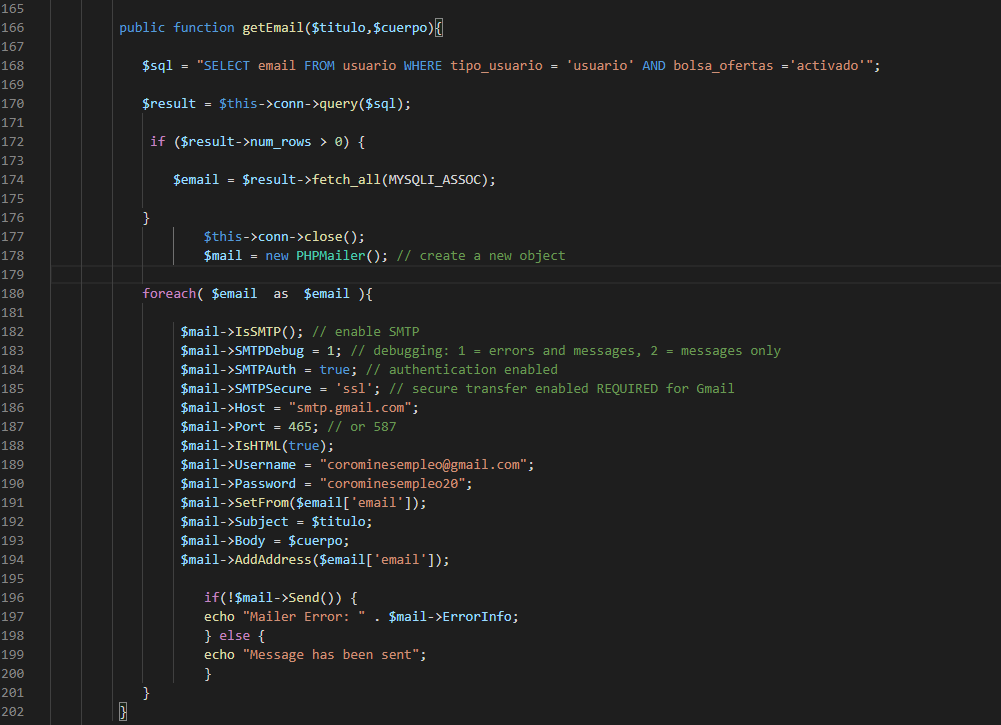 165
166 public function getEmail($titulo,$cuerpo){
167
168 $sql = "SELECT email FROM usuario WHERE tipo_usuario = 'usuario' AND bolsa_ofertas ='activado'";
169
170 $result = $this->conn->query($sql);
171
172 if ($result->num_rows > 0) {
173
174 $email = $result->fetch_all(MYSQLI_ASSOC);
175
176 }
177 $this->conn->close();
178 $mail = new PHPMailer(); // create a new object
179
180 foreach( $email  as  $email ){
181
182 $mail->IsSMTP(); // enable SMTP
183 $mail->SMTPDebug = 1; // debugging: 1 = errors and messages, 2 = messages only
184 $mail->SMTPAuth = true; // authentication enabled
185 $mail->SMTPSecure = 'ssl'; // secure transfer enabled REQUIRED for Gmail
186 $mail->Host = "smtp.gmail.com";
187 $mail->Port = 465; // or 587
188 $mail->IsHTML(true);
189 $mail->Username = "corominesempleo@gmail.com";
190 $mail->Password = "corominesempleo20";
191 $mail->SetFrom($email['email']);
192 $mail->Subject = $titulo;
193 $mail->Body = $cuerpo;
194 $mail->AddAddress($email['email']);
195
196 if(!$mail->Send()) {
197 echo "Mailer Error: " . $mail->ErrorInfo;
198 } else {
199 echo "Message has been sent";
200 }
201 }
202 }